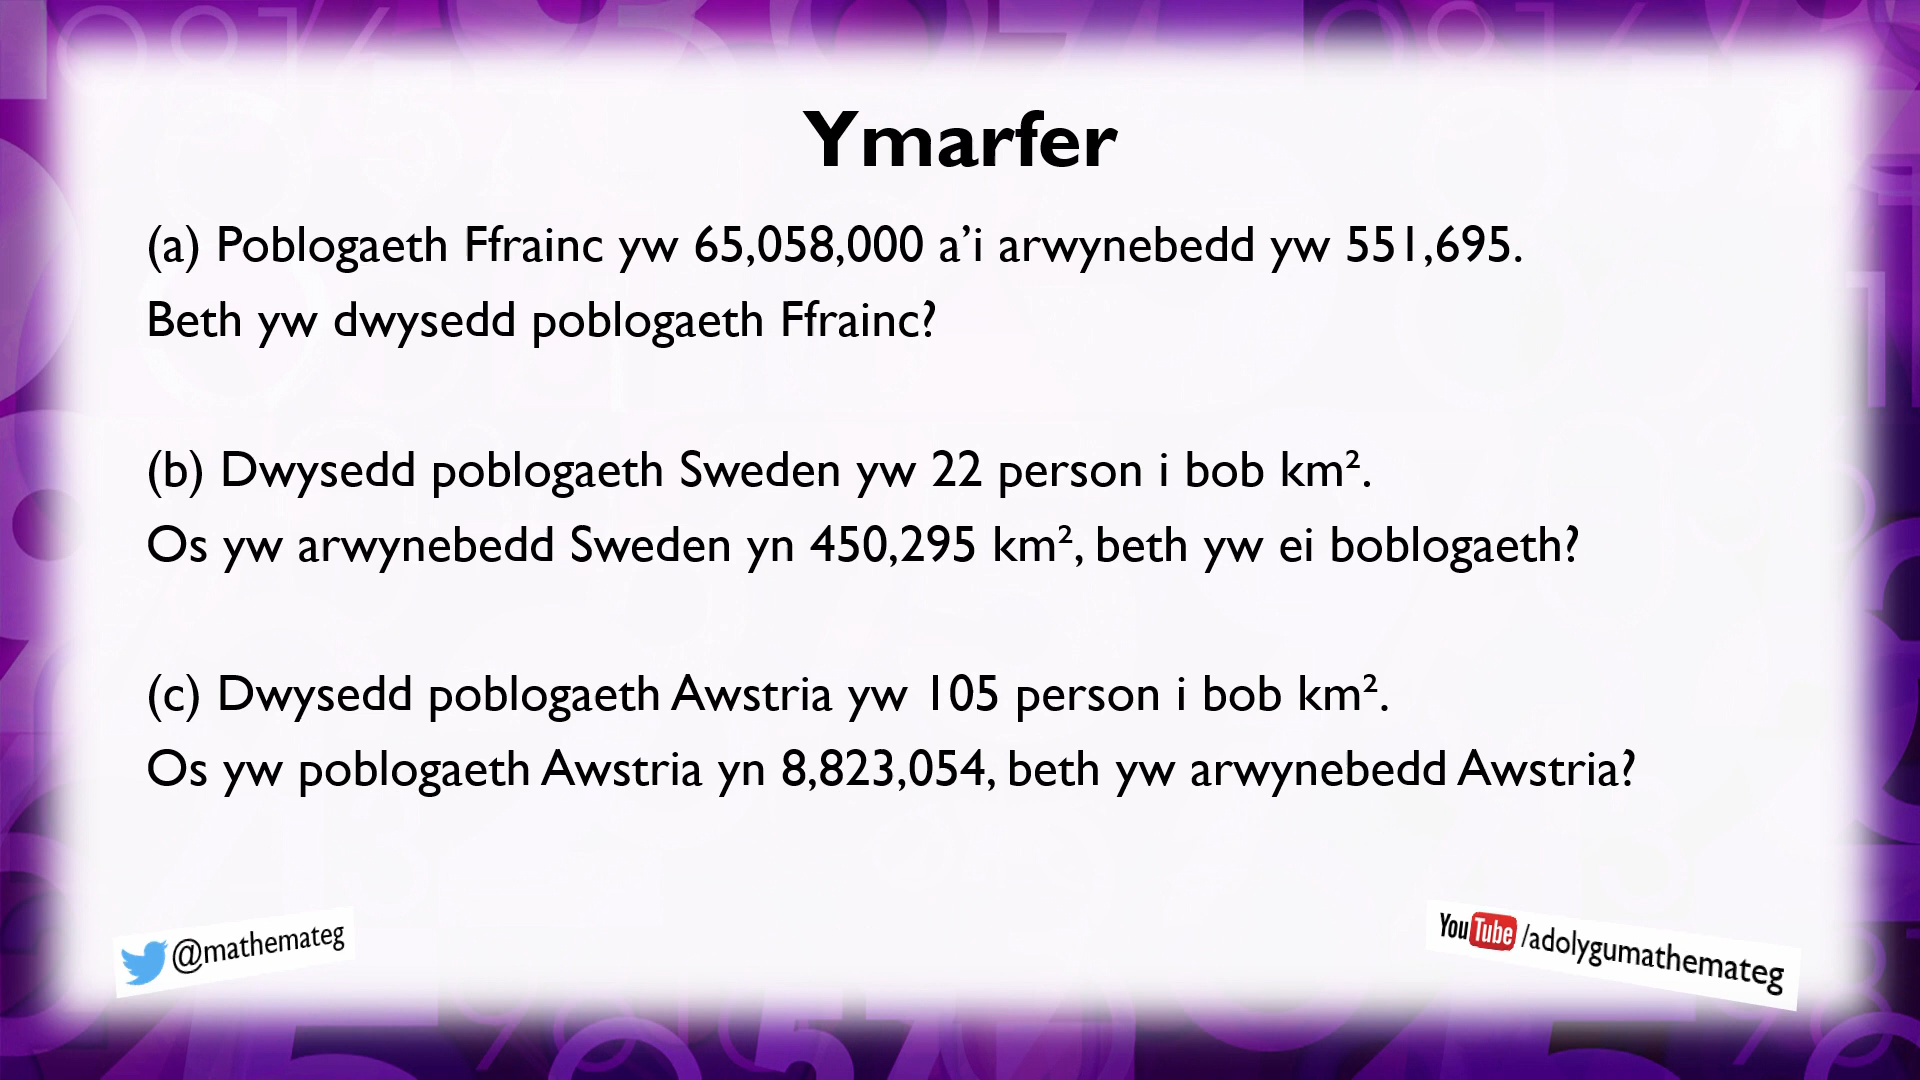 Ymarfer
(a) Poblogaeth Ffrainc yw 65,058,000 a’i arwynebedd yw 551,695.
Beth yw dwysedd poblogaeth Ffrainc?
(b) Dwysedd poblogaeth Sweden yw 22 person i bob km².
Os yw arwynebedd Sweden yn 450,295 km², beth yw ei boblogaeth?
(c) Dwysedd poblogaeth Awstria yw 105 person i bob km².
Os yw poblogaeth Awstria yn 8,823,054, beth yw arwynebedd Awstria?
@mathemateg
YouTube /adolygumathemateg